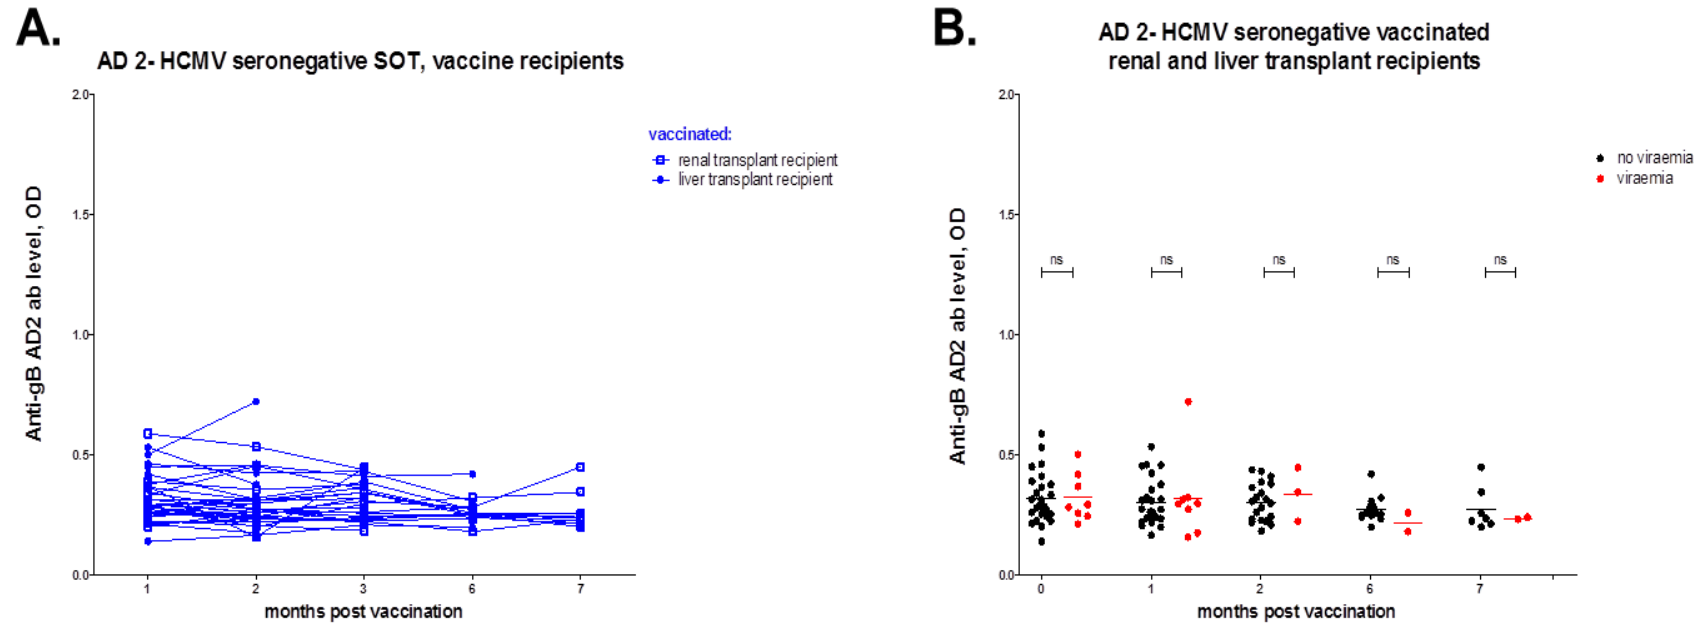 A.
AD 2- HCMV seronegative SOT, vaccine recipients
2.0
1.5
1.0
0.5
0.0
Anti-gB AD2 ab level, OD
1 2 3 6 7
months post vaccination
vaccinated:
renal transplant recipient
liver transplant recipient
B.
AD 2- HCMV seronegative vaccinated
renal and liver transplant recipients
2.0
1.5
1.0
0.5
0.0
Anti-gB AD2 ab level, OD
ns ns ns ns ns
0 1 2 6 7
months post vaccination
no viraemia
viraemia